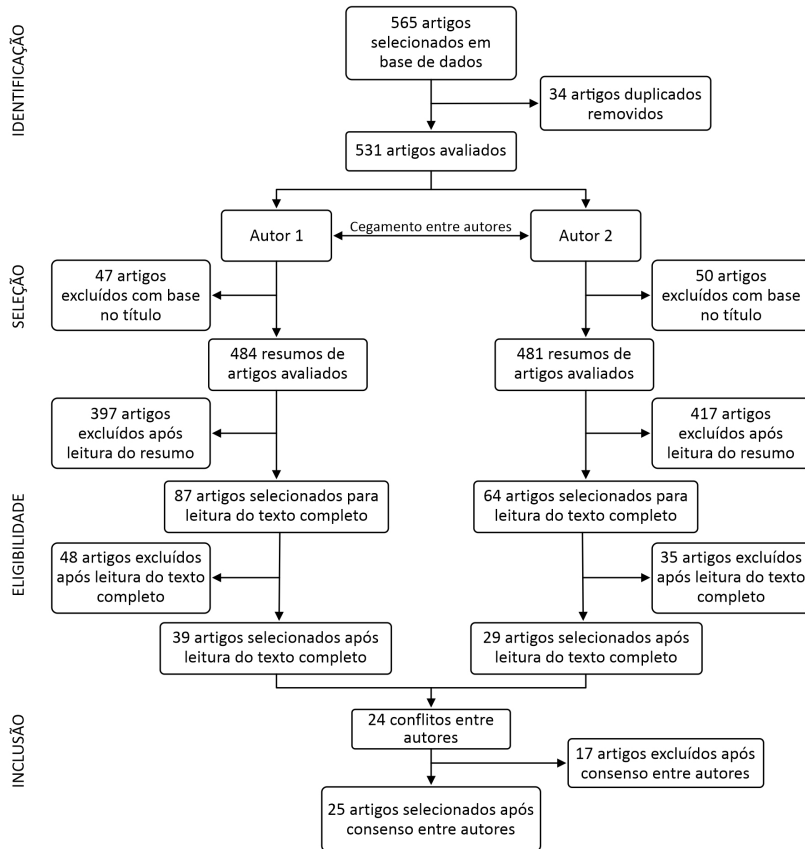 IDENTIFICAÇÃO
565 artigos
selecionados em
base de dados
34 artigos duplicados
removidos
531 artigos avaliados
SELEÇÃO
Autor 1
Cegamento entre autores
Autor 2
47 artigos
excluídos com base
no título
50 artigos
excluídos com base
no título
484 resumos de
artigos avaliados
481 resumos de
artigos avaliados
397 artigos
excluídos após
leitura do resumo
417 artigos
excluídos após
leitura do resumo
ELIGIBILIDADE
87 artigos selecionados para
leitura do texto completo
64 artigos selecionados para
leitura do texto completo
48 artigos excluídos
após leitura do texto
completo
35 artigos excluídos
após leitura do texto
completo
39 artigos selecionados após
leitura do texto completo
29 artigos selecionados após
leitura do texto completo
INCLUSÃO
24 conflitos entre
autores
17 artigos excluídos após
consenso entre autores
25 artigos selecionados após
consenso entre autores